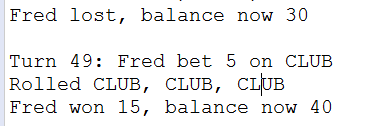 Fred lost, balance now 30
Turn 49: Fred bet 5 on CLUB
Rolled CLUB, CLUB, CLUB
Fred won 15, balance now 40